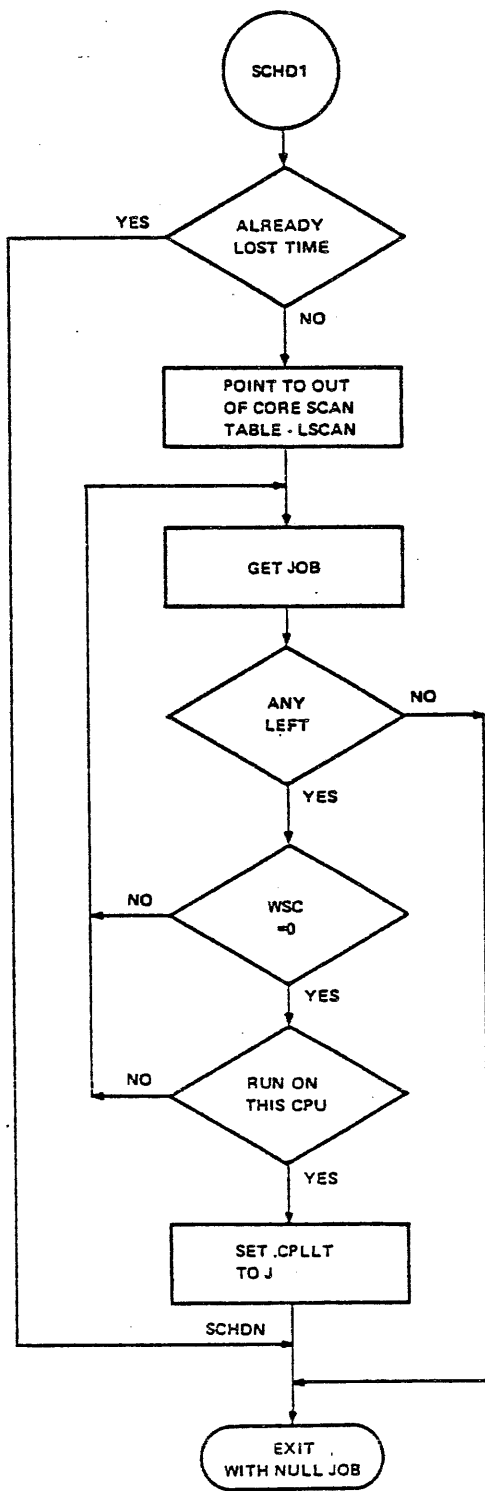 SCHD1
YES
ALREADY
LOST TIME
NO
POINT TO OUT
OF CORE SCAN
TABLE - LSCAN
GET JOB
ANY
LEFT
NO
YES
NO
WSC
=0
YES
NO
RUN ON
THIS CPU
YES
SET .CPLLT
TO J
SCHDN
EXIT
WITH NULL JOB